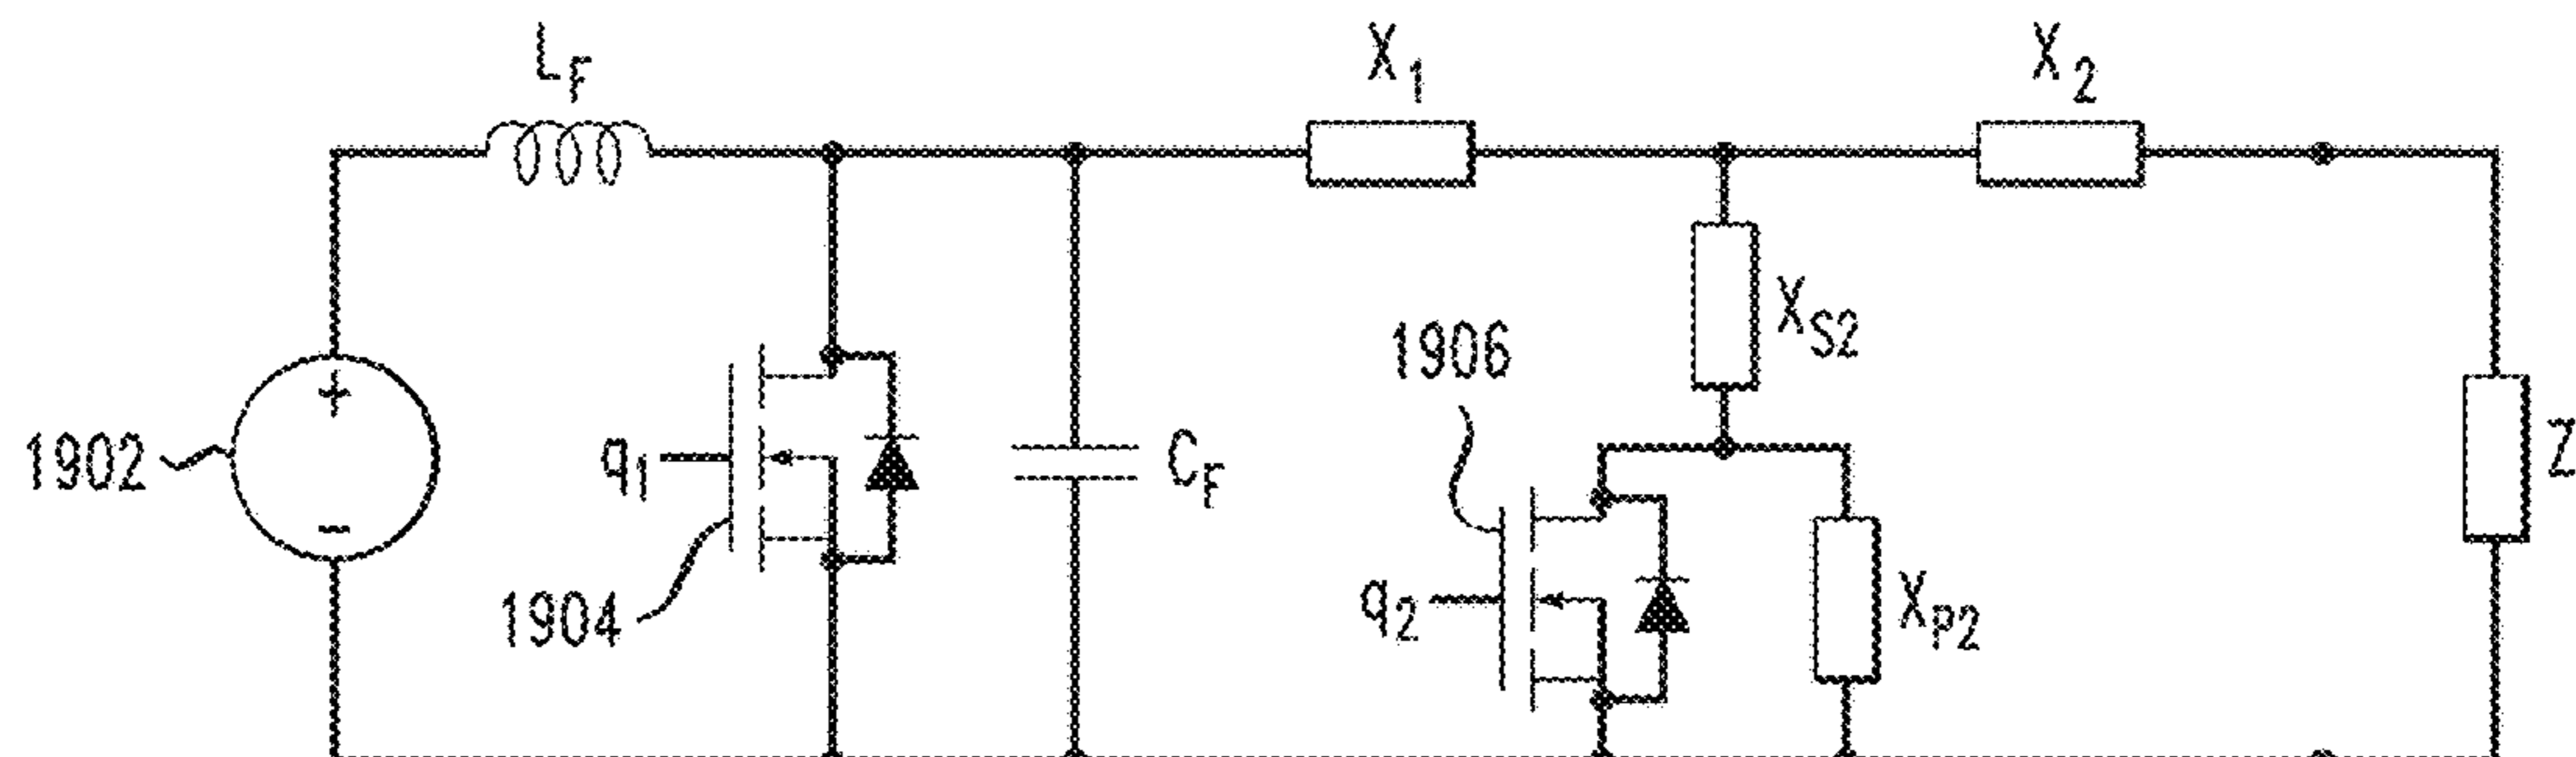 L_F
X_1
X_2
X_S2
1906
+
1902
-
q_1
C_F
Z
1904
q_2
X_P2